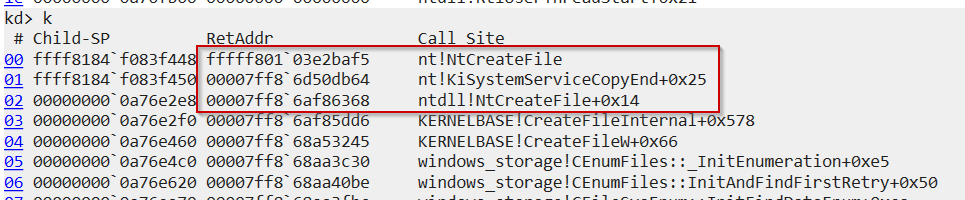 kd> k
# Child-SP RetAddr Call Site
00 ffff8184`f083f448 fffff801`03e2baf5 nt!NtCreateFile
01 ffff8184`f083f450 00007ff8`6d50db64 nt!KiSystemServiceCopyEnd+0x25
02 00000000`0a76e2e8 00007ff8`6af86368 ntdll!NtCreateFile+0x14
03 00000000`0a76e2f0 00007ff8`6af85dd6 KERNELBASE!CreateFileInternal+0x578
04 00000000`0a76e460 00007ff8`68a53245 KERNELBASE!CreateFileW+0x66
05 00000000`0a76e4c0 00007ff8`68aa3c30 windows_storage!CEnumFiles::_InitEnumeration+0xe5
06 00000000`0a76e620 00007ff8`68aa40be windows_storage!CEnumFiles::InitAndFindFirstRetry+0x50